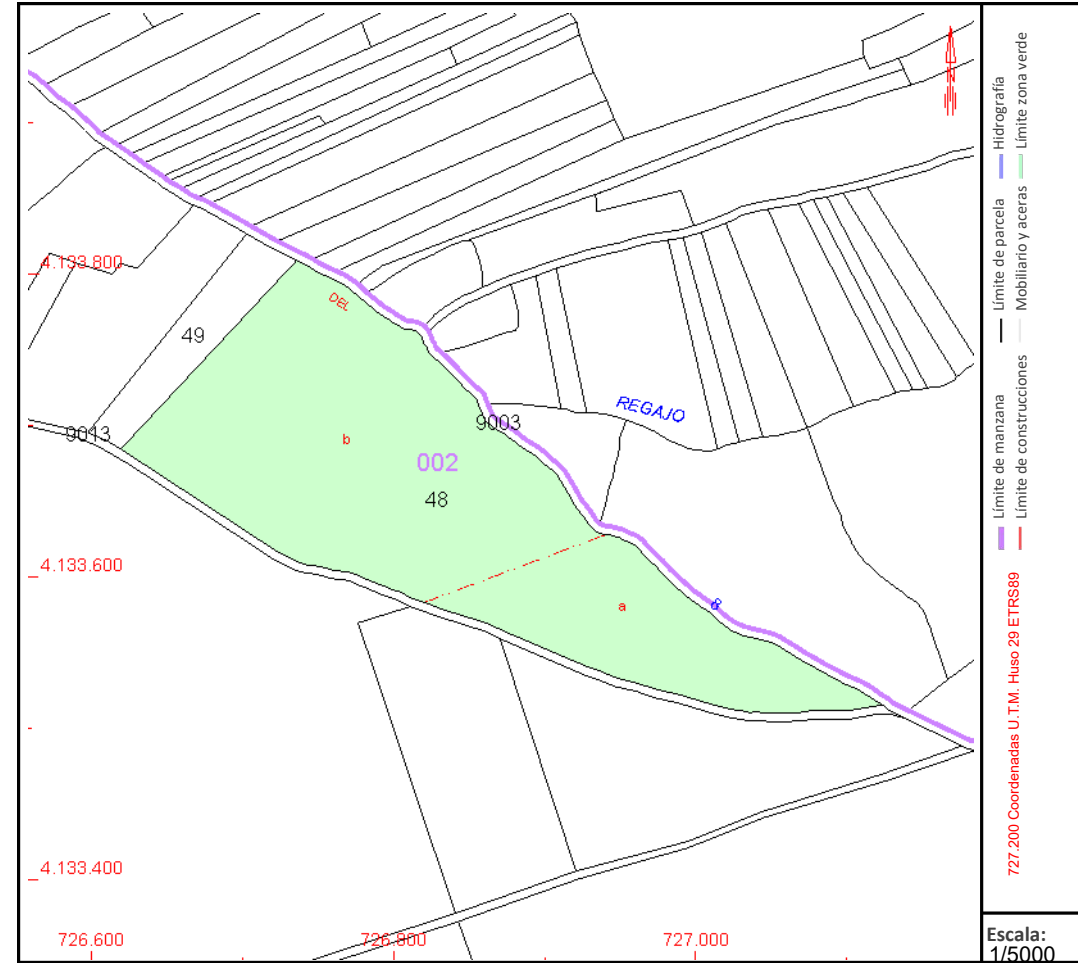 4.133.800
DEL
49
REGAJO
9003
9013
b
002
48
4.133.600
a
8
4.133.400
726.600
726.800
727.000
N
Hidrografía
Límite zona verde
Límite de parcela
Mobiliario y aceras
Límite de manzana
Límite de construcciones
727.200 Coordenadas U.T.M. Huso 29 ETRS89
Escala:
1/5000